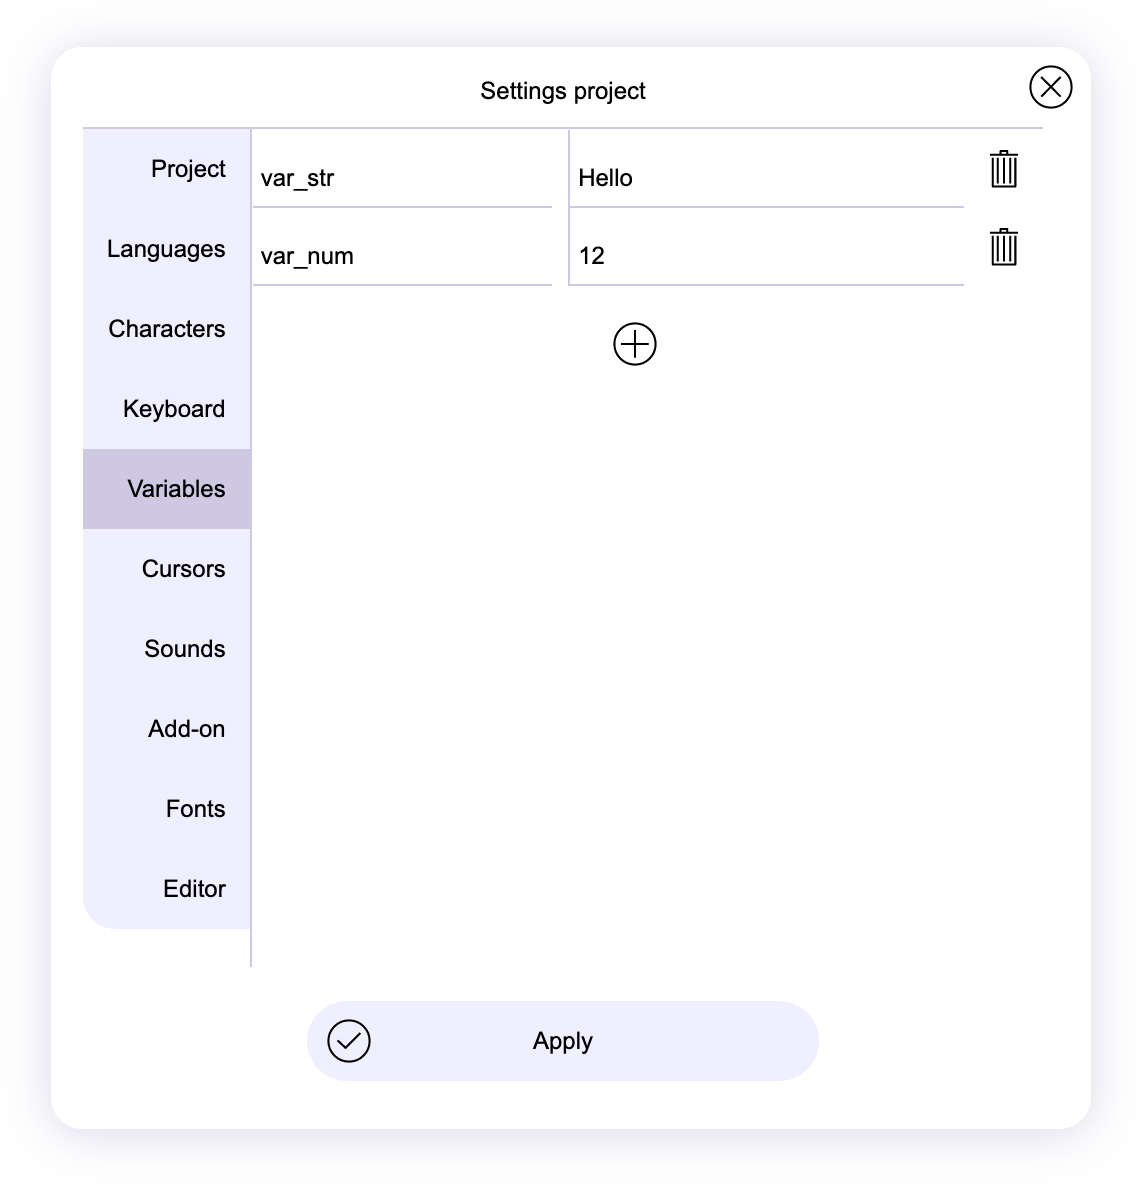 Settings project
Project
Languages
Characters
Keyboard
Variables
Cursors
Sounds
Add-on
Fonts
Editor
var_str Hello
var_num 12
Apply